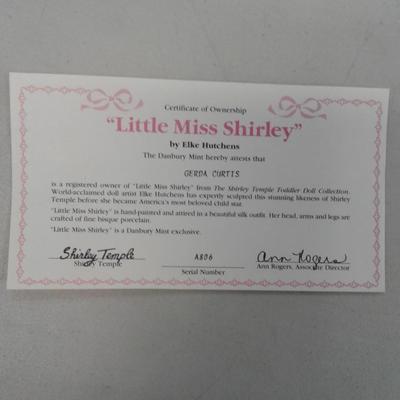 Certificate of Ownership
"Little Miss Shirley"
by Elke Hutchens
The Danbury Mint hereby attests that
GERDA CURTIS
is a registered owner of "Little Miss Shirley" from The Shirley Temple Toddler Doll Collection.
World-acclaimed doll artist Elke Hutchens has expertly sculpted this stunning likeness of Shirley
Temple before she became America's most beloved child star.
"Little Miss Shirley" is hand-painted and attired in a beautiful silk outfit. Her head, arms and legs are
crafted of fine bisque porcelain.
"Little Miss Shirley" is a Danbury Mint exclusive.
Shirley Temple A806 Ann Rogers
Shirley Temple Serial Number Ann Rogers, Associate Director